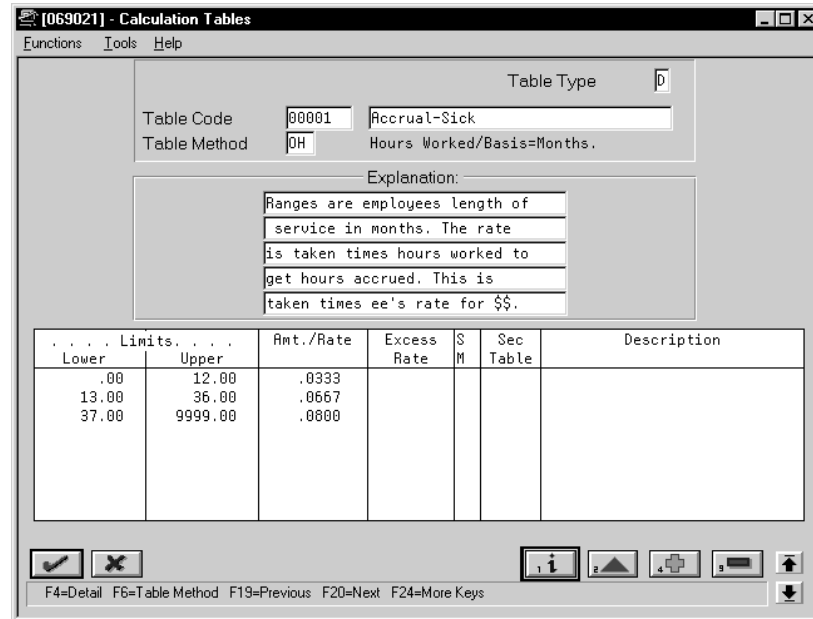 [069021] - Calculation Tables
Functions Tools Help
Table Type D
Table Code 00001 Accrual-Sick
Table Method OH Hours Worked/Basis=Months.
Explanation:
Ranges are employees length of
service in months. The rate
is taken times hours worked to
get hours accrued. This is
taken times ee's rate for $$.
. . . . Limits. . . . Amt./Rate Excess S Sec Description
Lower Upper Rate M Table
.00 12.00 .0333
13.00 36.00 .0667
37.00 9999.00 .0800
1 i 2 4 9
F4=Detail F6=Table Method F19=Previous F20=Next F24=More Keys